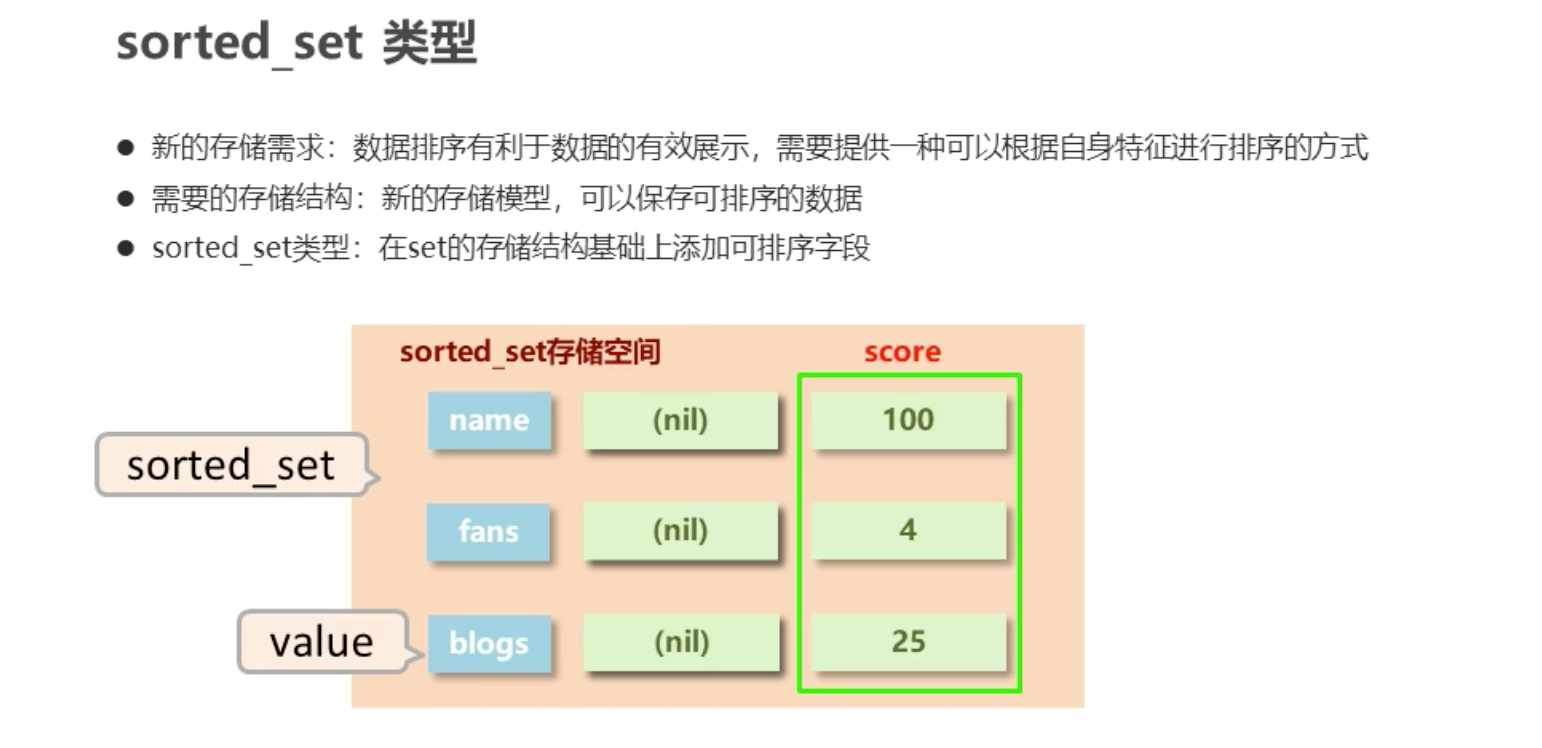 sorted_set 类型
● 新的存储需求：数据排序有利于数据的有效展示，需要提供一种可以根据自身特征进行排序的方式
● 需要的存储结构：新的存储模型，可以保存可排序的数据
● sorted_set类型：在set的存储结构基础上添加可排序字段
sorted_set存储空间 score
name (nil) 100
sorted_set
fans (nil) 4
value blogs (nil) 25